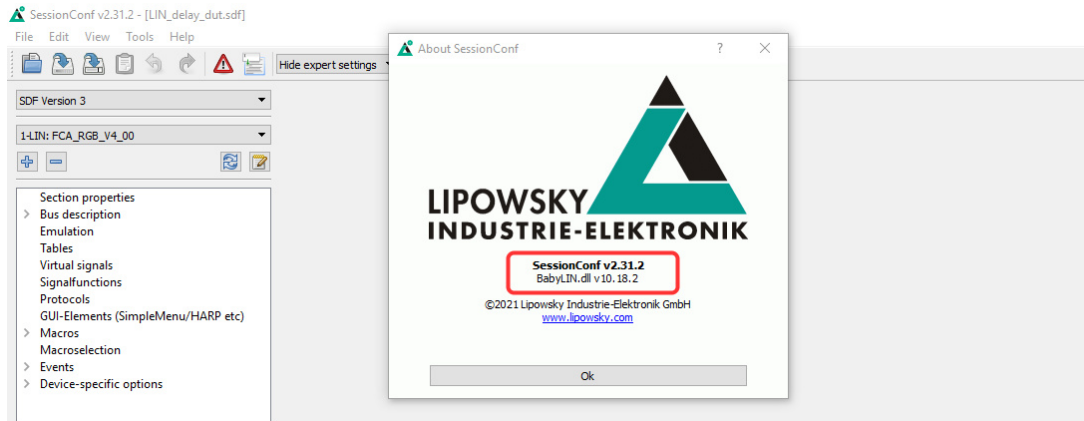 SessionConf v2.31.2 - [LIN_delay_dut.sdf]
File Edit View Tools Help
Hide expert settings
SDF Version 3
1-LIN: FCA_RGB_V4_00
Section properties
Bus description
Emulation
Tables
Virtual signals
Signalfunctions
Protocols
GUI-Elements (SimpleMenu/HARP etc)
Macros
Macroselection
Events
Device-specific options
About SessionConf
LIPOWSKY
INDUSTRIE-ELEKTRONIK
SessionConf v2.31.2
BabyLIN.dll v10.18.2
©2021 Lipowsky Industrie-Elektronik GmbH
www.lipowsky.com
Ok